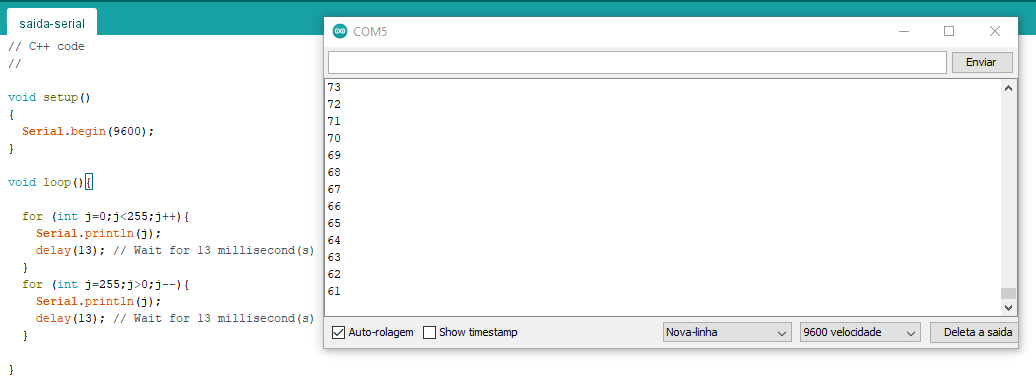 saida-serial
// C++ code
//
void setup()
{
  Serial.begin(9600);
}
void loop(){
  for (int j=0;j<255;j++){
    Serial.println(j);
    delay(13); // Wait for 13 millisecond(s)
  }
  for (int j=255;j>0;j--){
    Serial.println(j);
    delay(13); // Wait for 13 millisecond(s)
  }
}
COM5
Enviar
73
72
71
70
69
68
67
66
65
64
63
62
61
Auto-rolagem
Show timestamp
Nova-linha
9600 velocidade
Deleta a saida